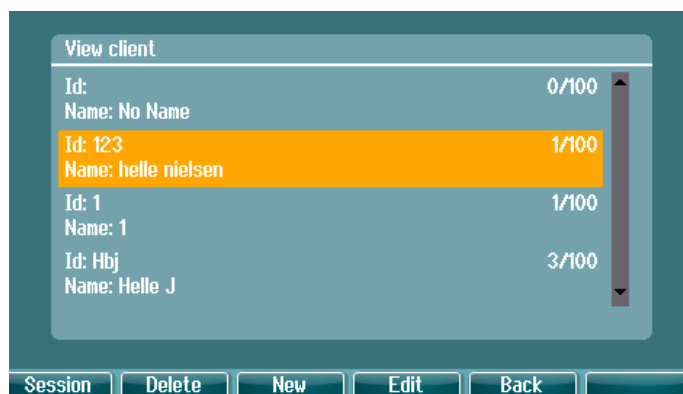 View client
Id: 0/100
Name: No Name
Id: 123 1/100
Name: helle nielsen
Id: 1 1/100
Name: 1
Id: Hbj 3/100
Name: Helle J
Session Delete New Edit Back